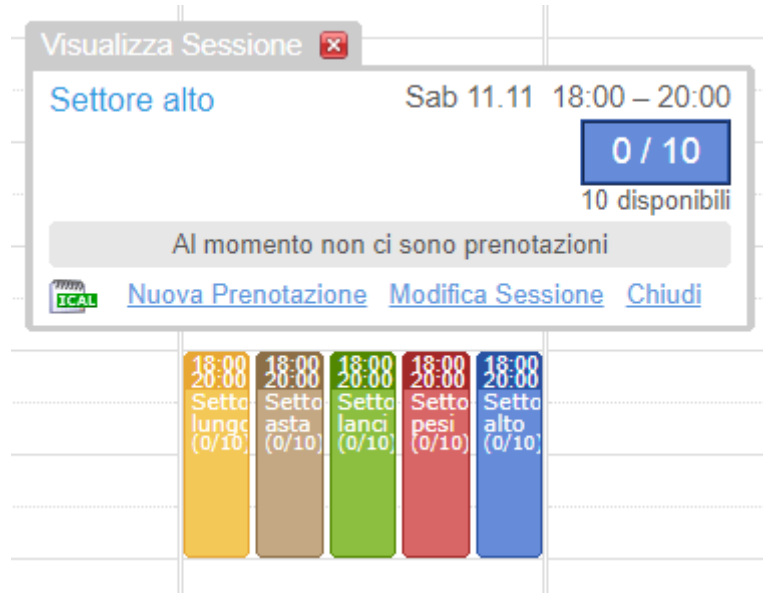 Visualizza Sessione
Settore alto
Sab 11.11 18:00 – 20:00
0 / 10
10 disponibili
Al momento non ci sono prenotazioni
ICAL
Nuova Prenotazione Modifica Sessione Chiudi
18:00 18:00 18:00 18:00 18:00
20:00 20:00 20:00 20:00 20:00
Setto Setto Setto Setto Setto
lungo asta lanci pesi alto
(0/10) (0/10) (0/10) (0/10) (0/10)